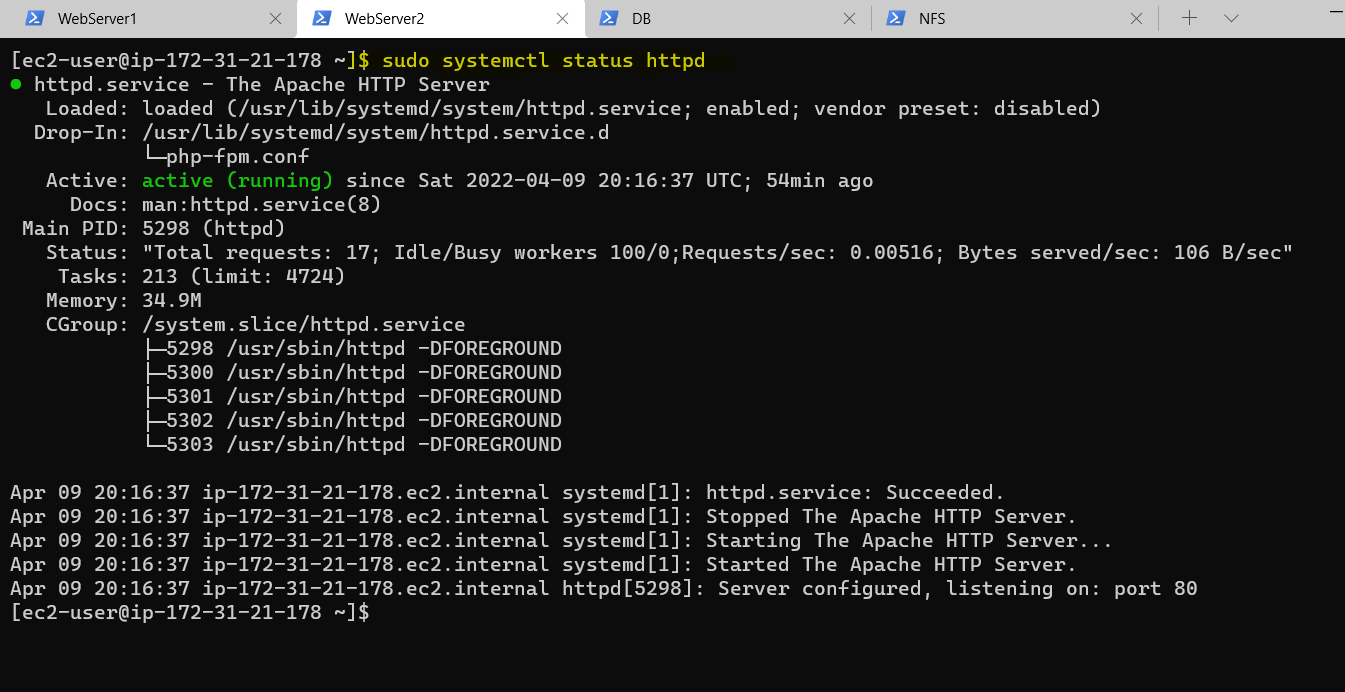 WebServer1 WebServer2 DB NFS
[ec2-user@ip-172-31-21-178 ~]$ sudo systemctl status httpd
● httpd.service - The Apache HTTP Server
   Loaded: loaded (/usr/lib/systemd/system/httpd.service; enabled; vendor preset: disabled)
  Drop-In: /usr/lib/systemd/system/httpd.service.d
           └─php-fpm.conf
   Active: active (running) since Sat 2022-04-09 20:16:37 UTC; 54min ago
     Docs: man:httpd.service(8)
 Main PID: 5298 (httpd)
   Status: "Total requests: 17; Idle/Busy workers 100/0;Requests/sec: 0.00516; Bytes served/sec: 106 B/sec"
    Tasks: 213 (limit: 4724)
   Memory: 34.9M
   CGroup: /system.slice/httpd.service
           ├─5298 /usr/sbin/httpd -DFOREGROUND
           ├─5300 /usr/sbin/httpd -DFOREGROUND
           ├─5301 /usr/sbin/httpd -DFOREGROUND
           ├─5302 /usr/sbin/httpd -DFOREGROUND
           └─5303 /usr/sbin/httpd -DFOREGROUND
Apr 09 20:16:37 ip-172-31-21-178.ec2.internal systemd[1]: httpd.service: Succeeded.
Apr 09 20:16:37 ip-172-31-21-178.ec2.internal systemd[1]: Stopped The Apache HTTP Server.
Apr 09 20:16:37 ip-172-31-21-178.ec2.internal systemd[1]: Starting The Apache HTTP Server...
Apr 09 20:16:37 ip-172-31-21-178.ec2.internal systemd[1]: Started The Apache HTTP Server.
Apr 09 20:16:37 ip-172-31-21-178.ec2.internal httpd[5298]: Server configured, listening on: port 80
[ec2-user@ip-172-31-21-178 ~]$